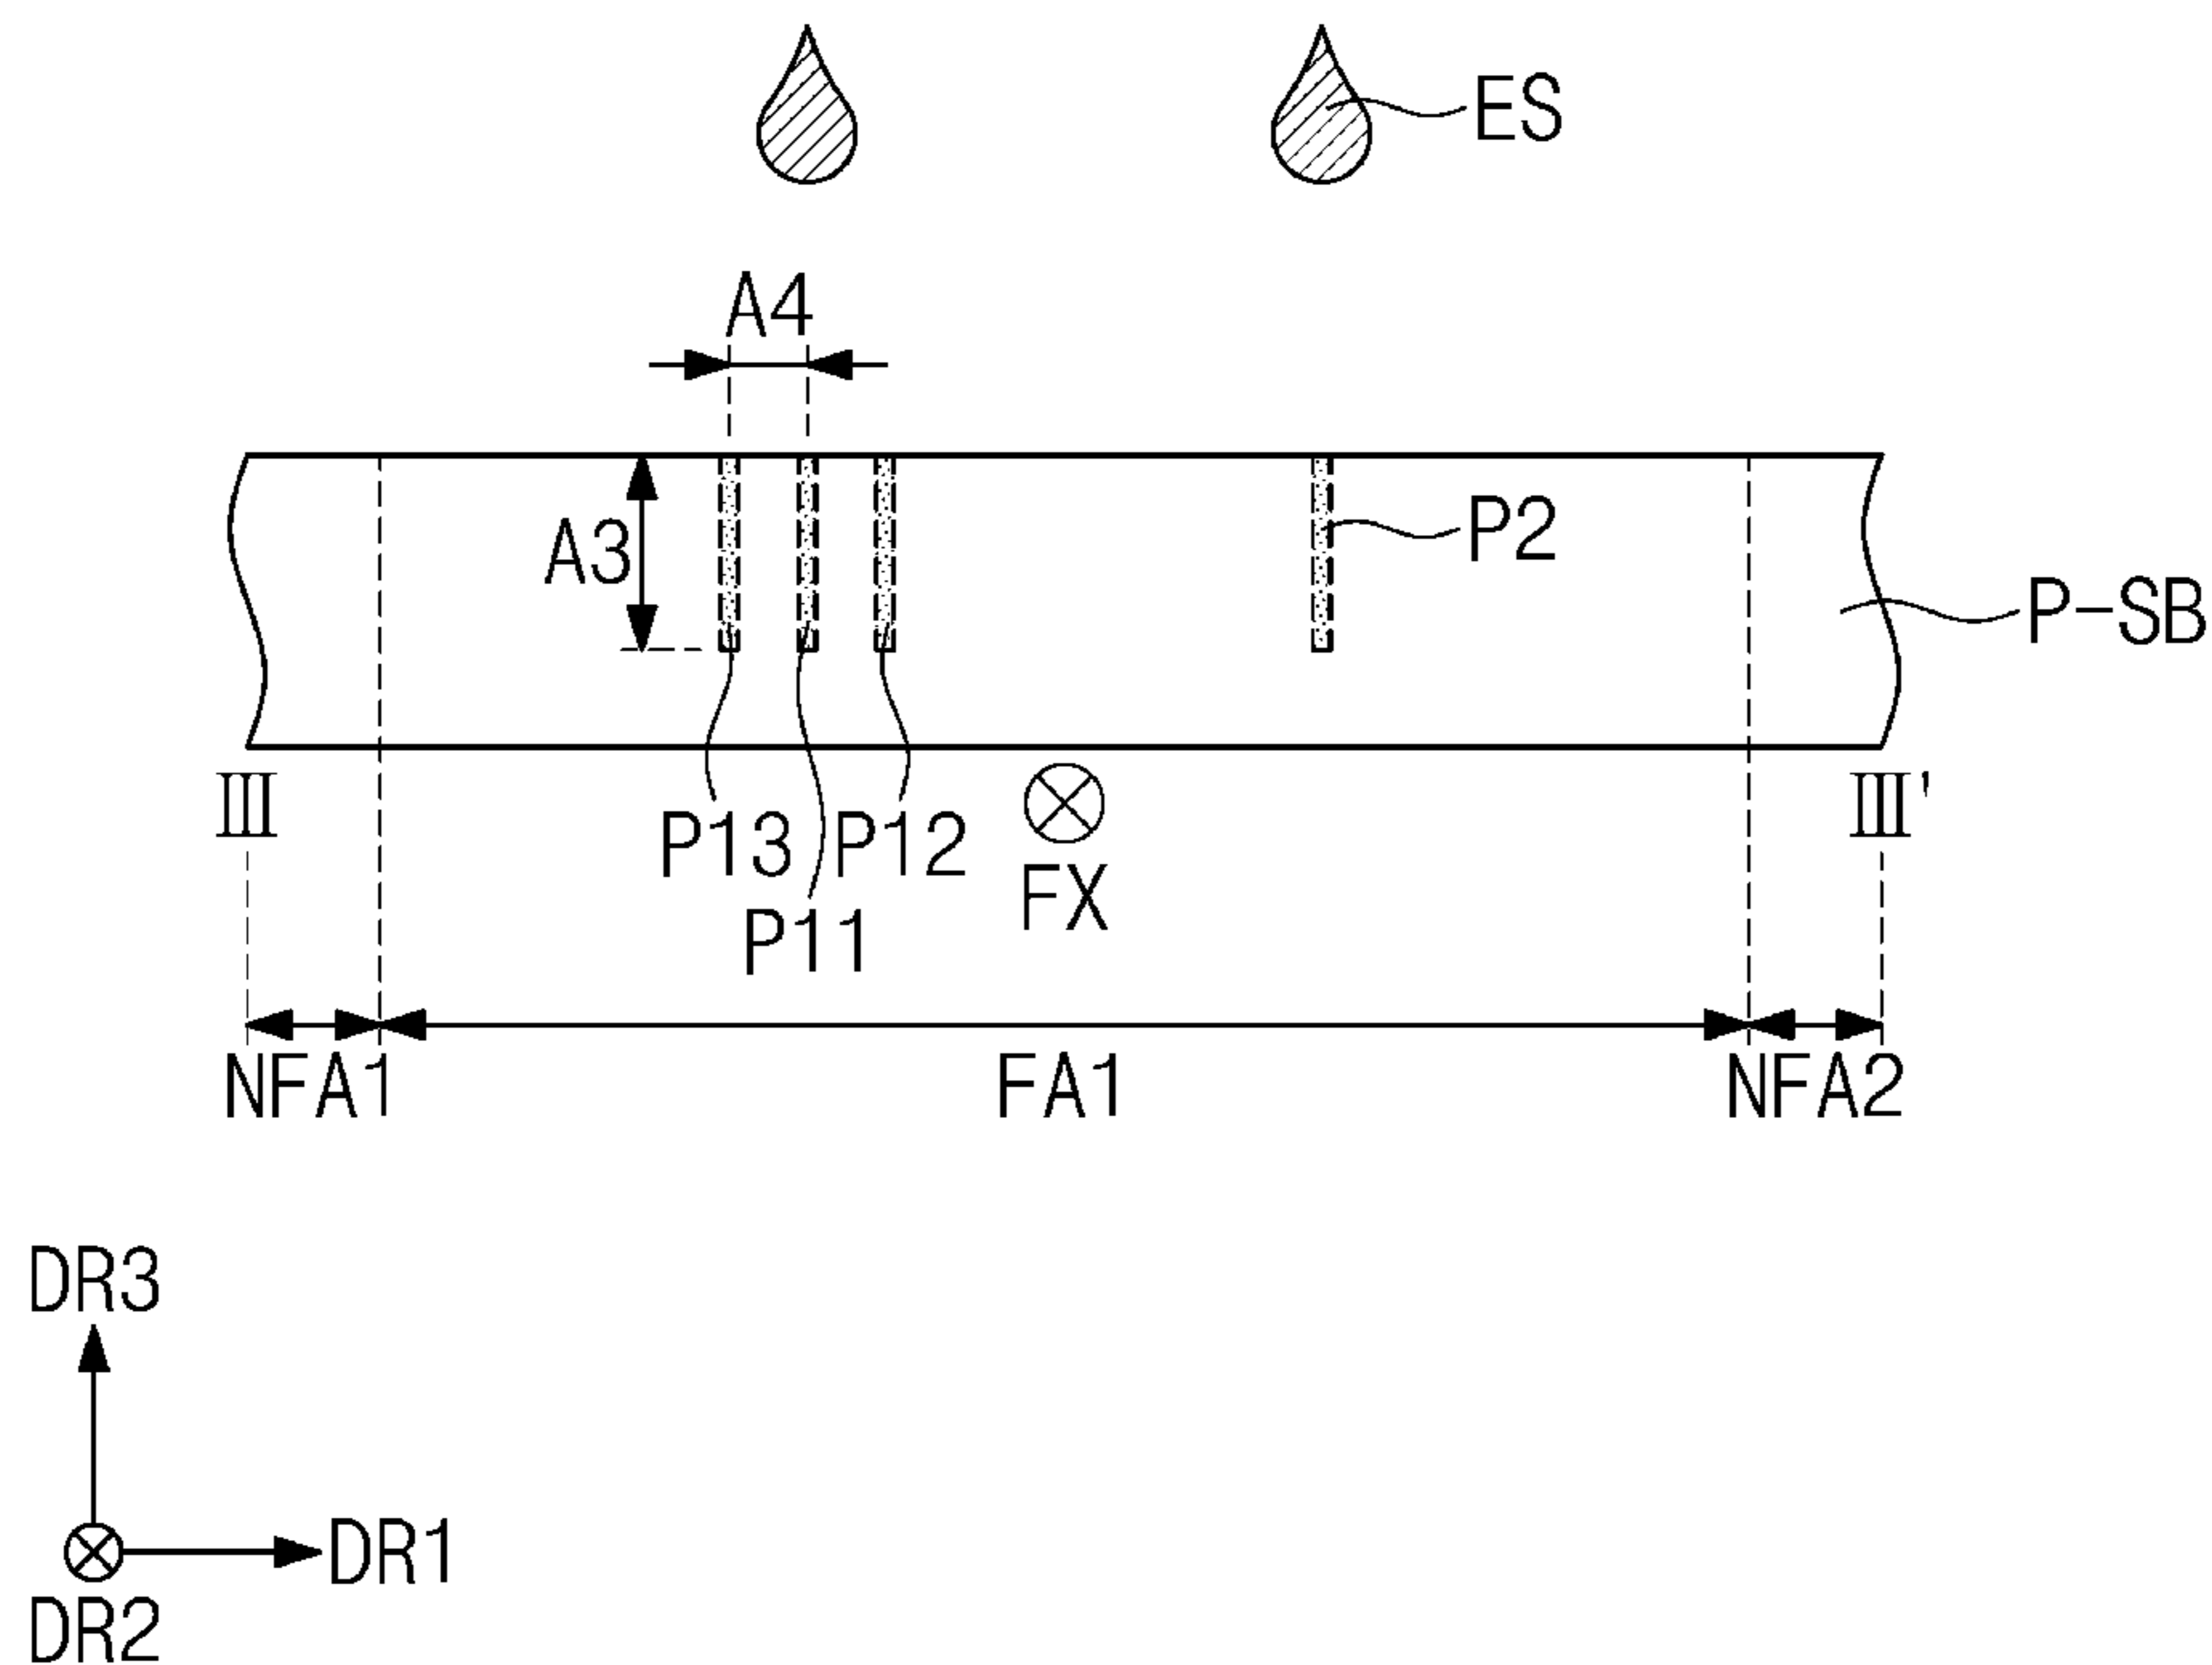 ES
A4
A3
P2
P-SB
III
III'
P13
P12
FX
P11
NFA1
FA1
NFA2
DR3
DR1
DR2